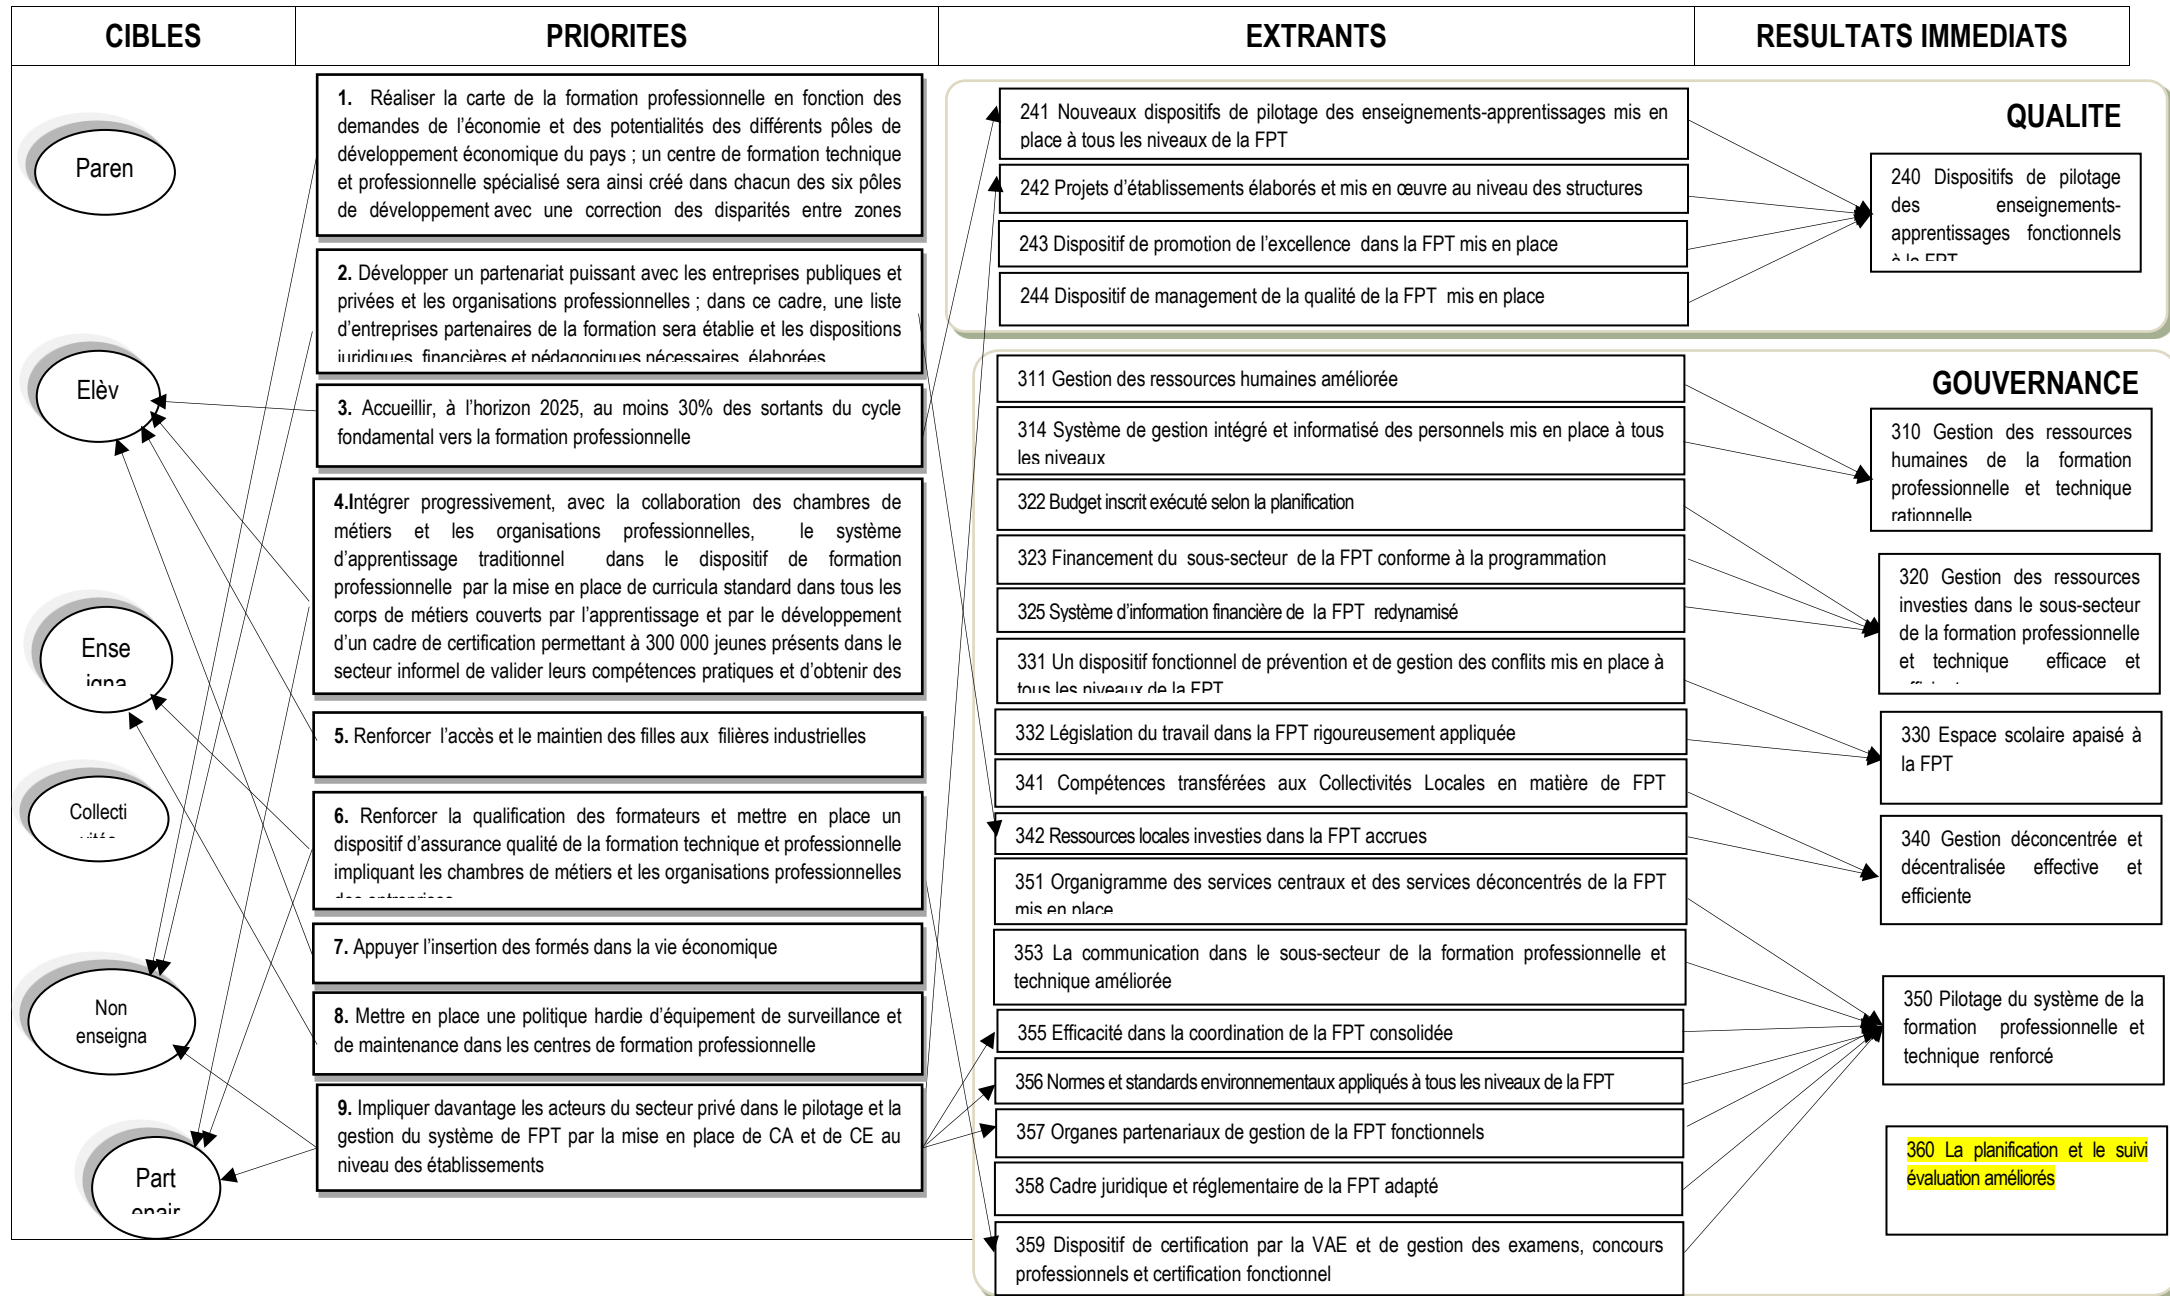 CIBLES
PRIORITES
EXTRANTS
RESULTATS IMMEDIATS
Paren
Elèv
Ense
igna
Collecti
vités
Non
enseigna
Part
enair
1. Réaliser la carte de la formation professionnelle en fonction des
demandes de l’économie et des potentialités des différents pôles de
développement économique du pays ; un centre de formation technique
et professionnelle spécialisé sera ainsi créé dans chacun des six pôles
de développement avec une correction des disparités entre zones
2. Développer un partenariat puissant avec les entreprises publiques et
privées et les organisations professionnelles ; dans ce cadre, une liste
d’entreprises partenaires de la formation sera établie et les dispositions
juridiques, financières et pédagogiques nécessaires, élaborées
3. Accueillir, à l’horizon 2025, au moins 30% des sortants du cycle
fondamental vers la formation professionnelle
4.Intégrer progressivement, avec la collaboration des chambres de
métiers et les organisations professionnelles, le système
d’apprentissage traditionnel dans le dispositif de formation
professionnelle par la mise en place de curricula standard dans tous les
corps de métiers couverts par l’apprentissage et par le développement
d’un cadre de certification permettant à 300 000 jeunes présents dans le
secteur informel de valider leurs compétences pratiques et d’obtenir des
5. Renforcer l’accès et le maintien des filles aux filières industrielles
6. Renforcer la qualification des formateurs et mettre en place un
dispositif d’assurance qualité de la formation technique et professionnelle
impliquant les chambres de métiers et les organisations professionnelles
des entreprises
7. Appuyer l’insertion des formés dans la vie économique
8. Mettre en place une politique hardie d’équipement de surveillance et
de maintenance dans les centres de formation professionnelle
9. Impliquer davantage les acteurs du secteur privé dans le pilotage et la
gestion du système de FPT par la mise en place de CA et de CE au
niveau des établissements
241 Nouveaux dispositifs de pilotage des enseignements-apprentissages mis en
place à tous les niveaux de la FPT
242 Projets d’établissements élaborés et mis en œuvre au niveau des structures
243 Dispositif de promotion de l’excellence dans la FPT mis en place
244 Dispositif de management de la qualité de la FPT mis en place
311 Gestion des ressources humaines améliorée
314 Système de gestion intégré et informatisé des personnels mis en place à tous
les niveaux
322 Budget inscrit exécuté selon la planification
323 Financement du sous-secteur de la FPT conforme à la programmation
325 Système d’information financière de la FPT redynamisé
331 Un dispositif fonctionnel de prévention et de gestion des conflits mis en place à
tous les niveaux de la FPT
332 Législation du travail dans la FPT rigoureusement appliquée
341 Compétences transférées aux Collectivités Locales en matière de FPT
342 Ressources locales investies dans la FPT accrues
351 Organigramme des services centraux et des services déconcentrés de la FPT
mis en place
353 La communication dans le sous-secteur de la formation professionnelle et
technique améliorée
355 Efficacité dans la coordination de la FPT consolidée
356 Normes et standards environnementaux appliqués à tous les niveaux de la FPT
357 Organes partenariaux de gestion de la FPT fonctionnels
358 Cadre juridique et réglementaire de la FPT adapté
359 Dispositif de certification par la VAE et de gestion des examens, concours
professionnels et certification fonctionnel
QUALITE
240 Dispositifs de pilotage
des enseignements-
apprentissages fonctionnels
à la FPT
GOUVERNANCE
310 Gestion des ressources
humaines de la formation
professionnelle et technique
rationnelle
320 Gestion des ressources
investies dans le sous-secteur
de la formation professionnelle
et technique efficace et
330 Espace scolaire apaisé à
la FPT
340 Gestion déconcentrée et
décentralisée effective et
efficiente
350 Pilotage du système de la
formation professionnelle et
technique renforcé
360 La planification et le suivi
évaluation améliorés